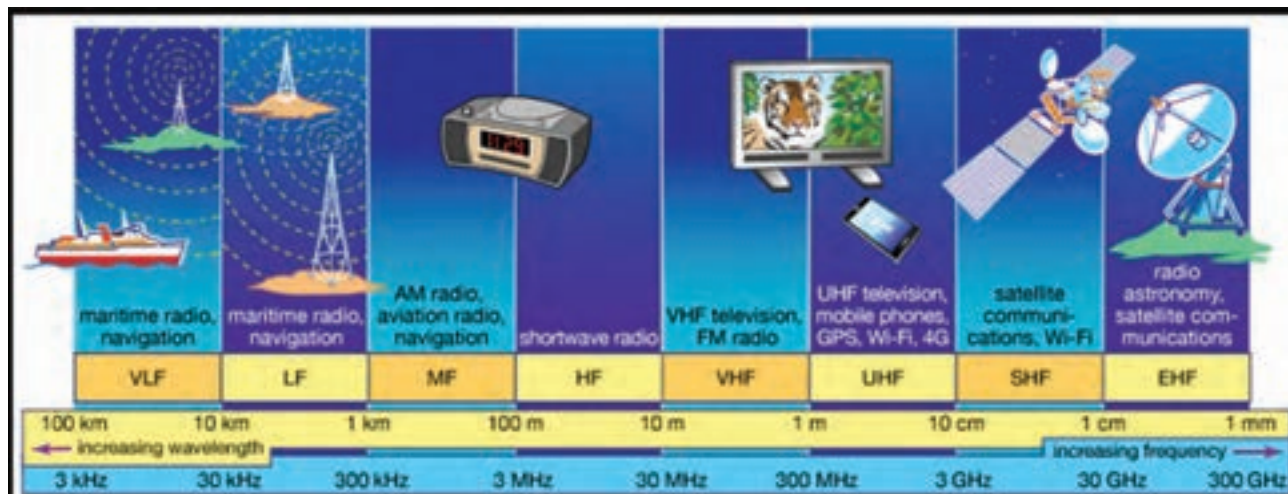 11:29
maritime radio,
navigation
maritime radio,
navigation
AM radio,
aviation radio,
navigation
shortwave radio
VHF television,
FM radio
UHF television,
mobile phones,
GPS, Wi-Fi, 4G
satellite
communi-
cations, Wi-Fi
radio
astronomy,
satellite com-
munications
VLF LF MF HF VHF UHF SHF EHF
100 km 10 km 1 km 100 m 10 m 1 m 10 cm 1 cm 1 mm
increasing wavelength increasing frequency
3 kHz 30 kHz 300 kHz 3 MHz 30 MHz 300 MHz 3 GHz 30 GHz 300 GHz